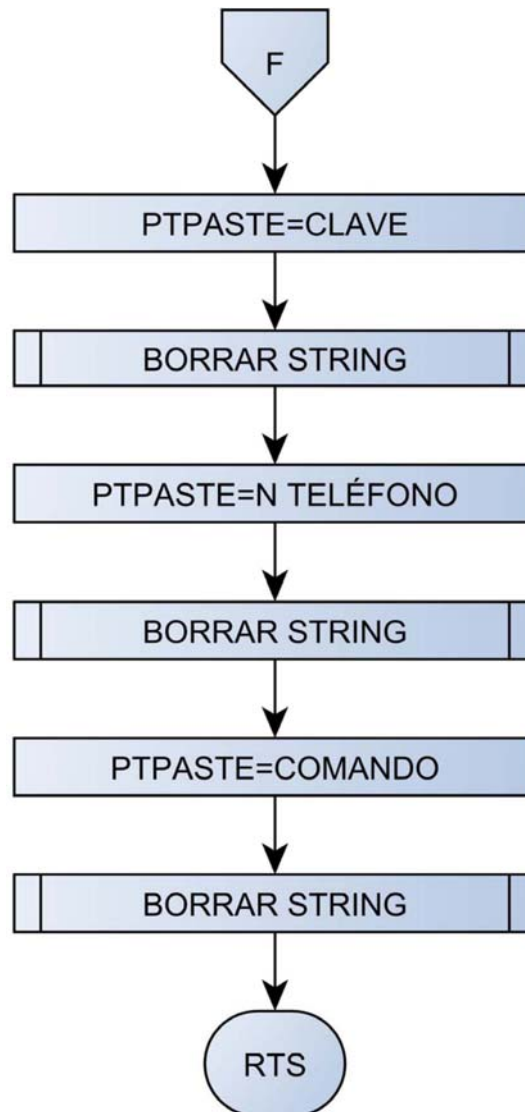 F
PTPASTE=CLAVE
BORRAR STRING
PTPASTE=N TELÉFONO
BORRAR STRING
PTPASTE=COMANDO
BORRAR STRING
RTS